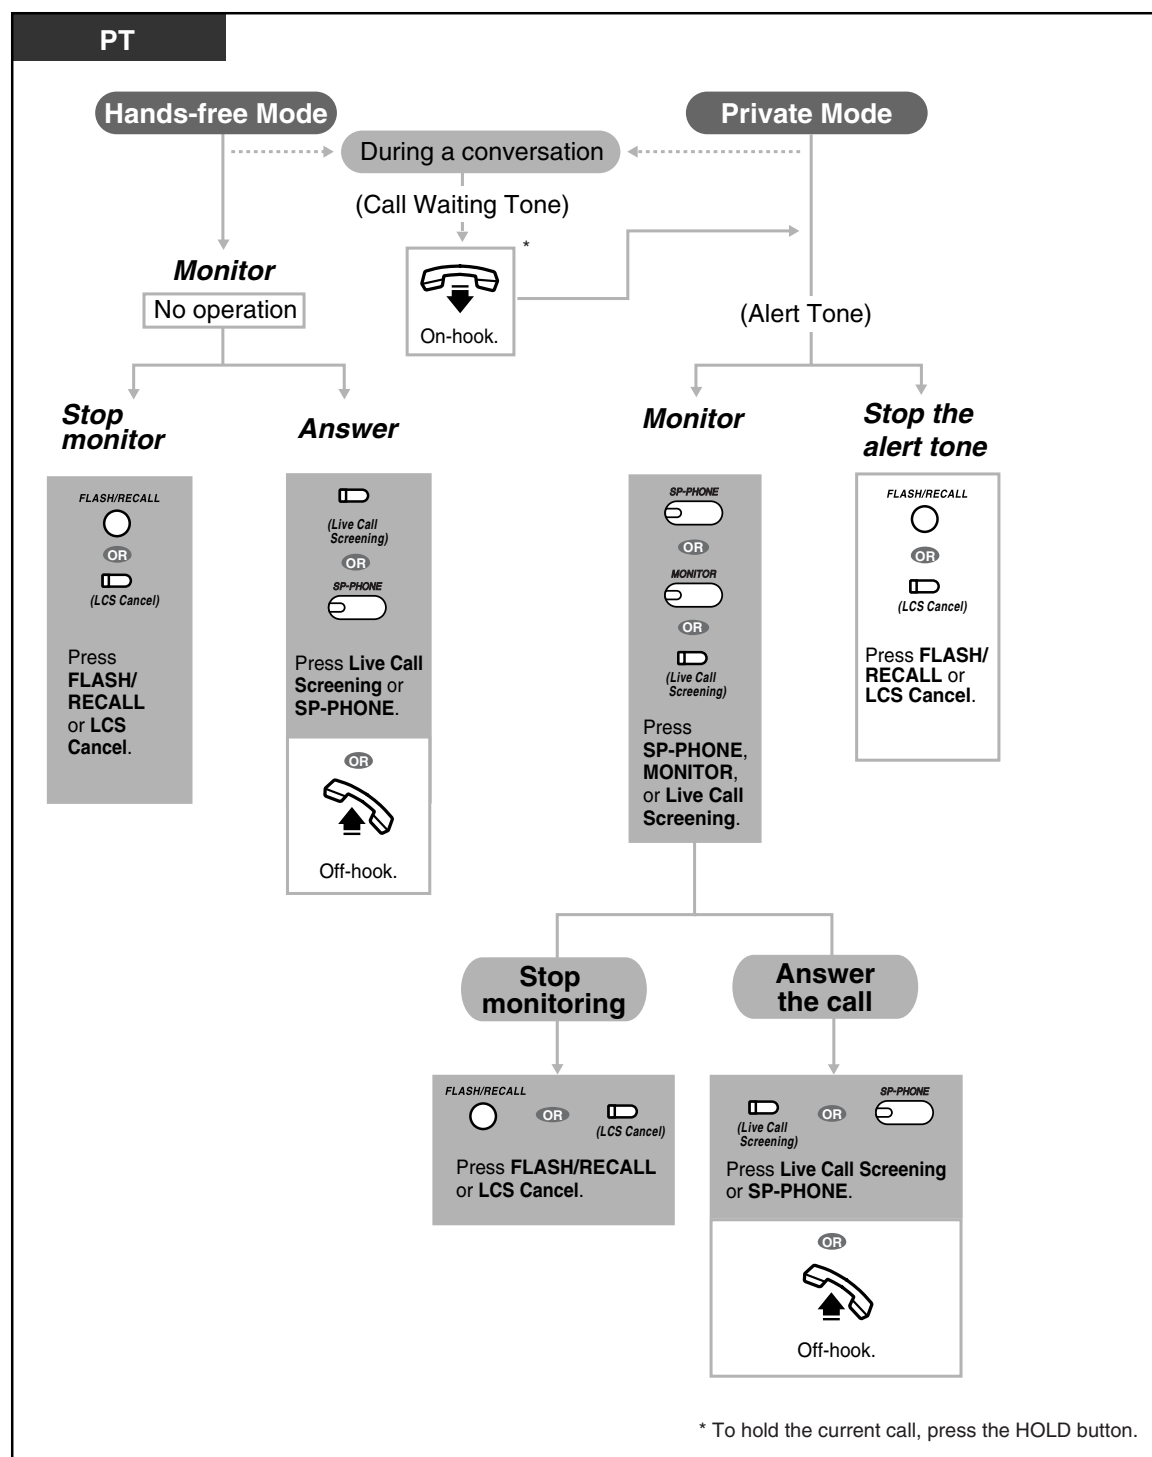 PT
Hands-free Mode
Private Mode
During a conversation
(Call Waiting Tone)
*
On-hook.
Monitor
No operation
(Alert Tone)
Stop
monitor
FLASH/RECALL
OR
(LCS Cancel)
Press
FLASH/
RECALL
or LCS
Cancel.
Answer
(Live Call
Screening)
OR
SP-PHONE
Press Live Call
Screening or
SP-PHONE.
OR
Off-hook.
Monitor
SP-PHONE
OR
MONITOR
OR
(Live Call
Screening)
Press
SP-PHONE,
MONITOR,
or Live Call
Screening.
Stop the
alert tone
FLASH/RECALL
OR
(LCS Cancel)
Press FLASH/
RECALL or
LCS Cancel.
Stop
monitoring
FLASH/RECALL
OR
(LCS Cancel)
Press FLASH/RECALL
or LCS Cancel.
Answer
the call
(Live Call
Screening)
OR
SP-PHONE
Press Live Call Screening
or SP-PHONE.
OR
Off-hook.
* To hold the current call, press the HOLD button.